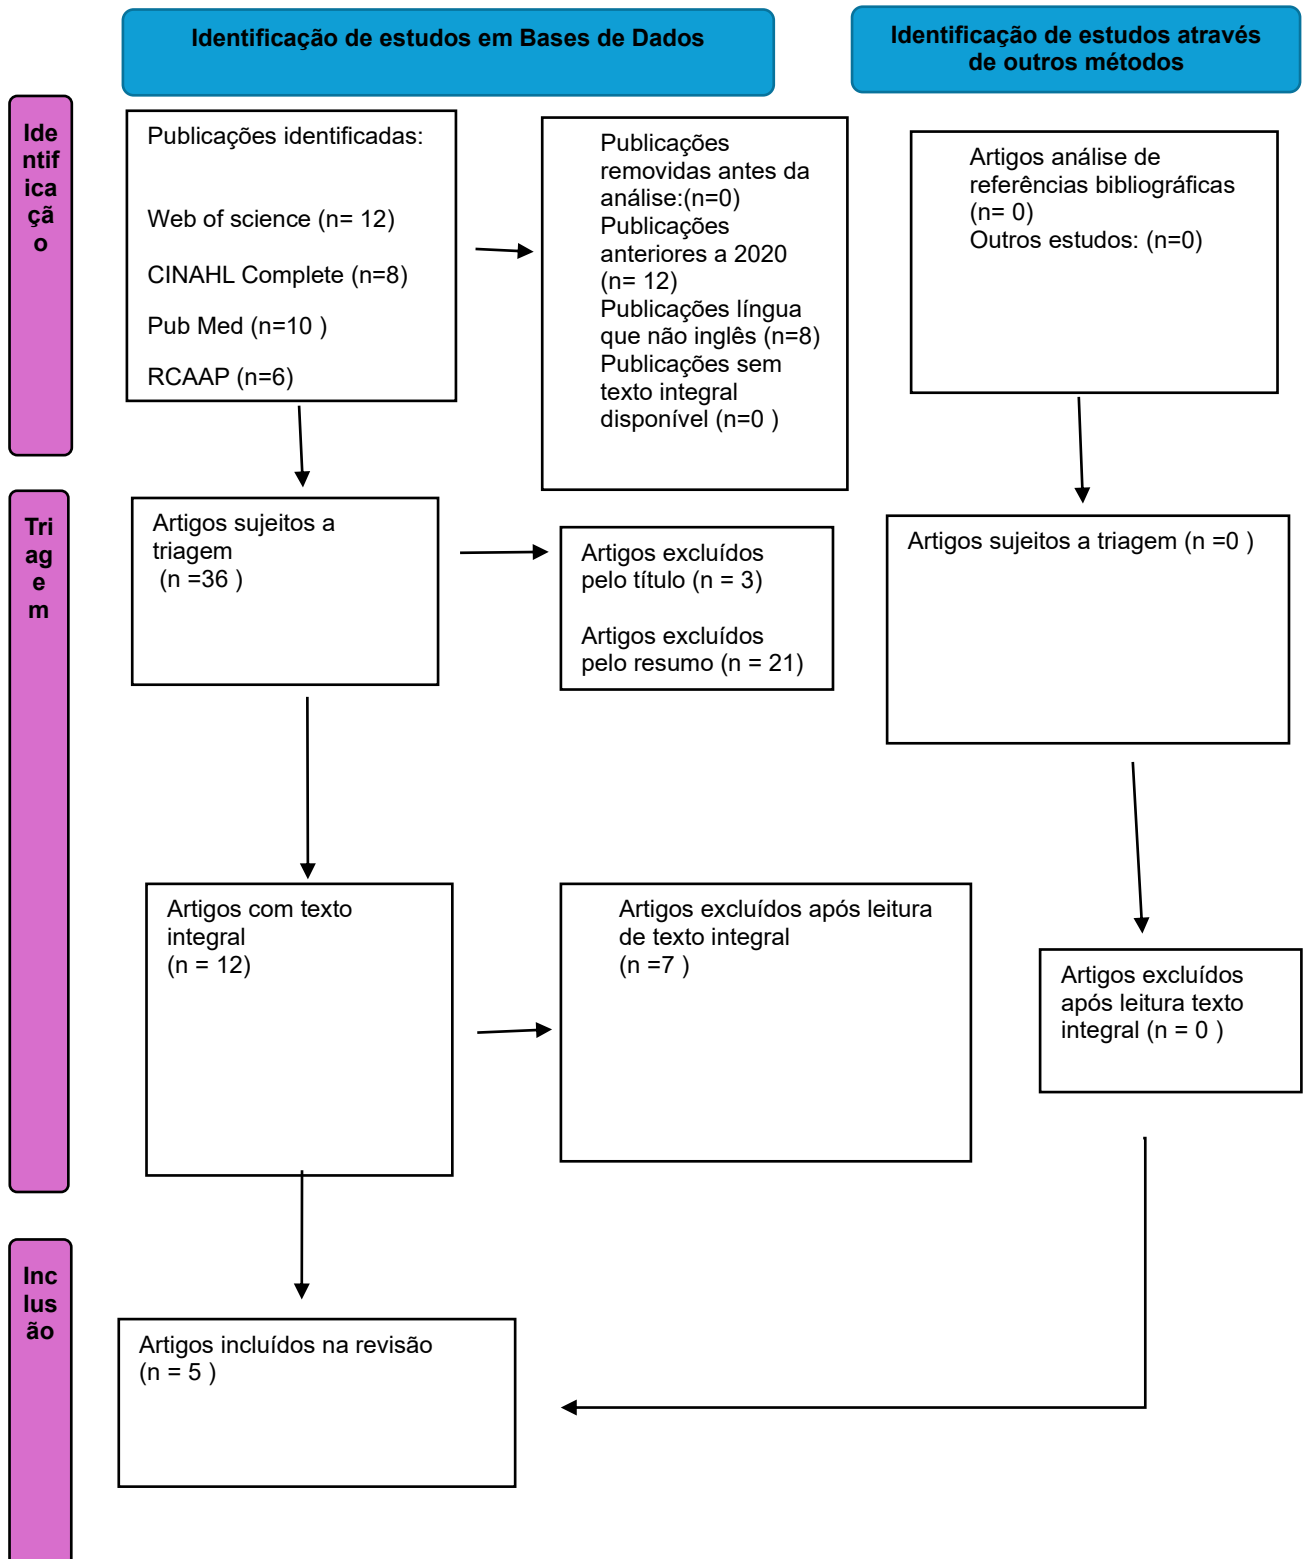 Identificação de estudos em Bases de Dados
Identificação de estudos através
de outros métodos
Ide
ntif
ica
çã
o
Publicações identificadas:
Web of science (n= 12)
CINAHL Complete (n=8)
Pub Med (n=10 )
RCAAP (n=6)
Publicações
removidas antes da
análise:(n=0)
Publicações
anteriores a 2020
(n= 12)
Publicações língua
que não inglês (n=8)
Publicações sem
texto integral
disponível (n=0 )
Artigos análise de
referências bibliográficas
(n= 0)
Outros estudos: (n=0)
Tri
ag
e
m
Artigos sujeitos a
triagem
(n =36 )
Artigos excluídos
pelo título (n = 3)
Artigos excluídos
pelo resumo (n = 21)
Artigos sujeitos a triagem (n =0 )
Artigos com texto
integral
(n = 12)
Artigos excluídos após leitura
de texto integral
(n =7 )
Artigos excluídos
após leitura texto
integral (n = 0 )
Inc
lus
ão
Artigos incluídos na revisão
(n = 5 )